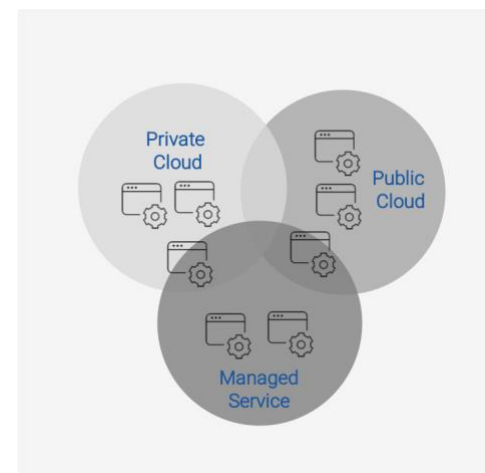 Private
Cloud
Public
Cloud
Managed
Service